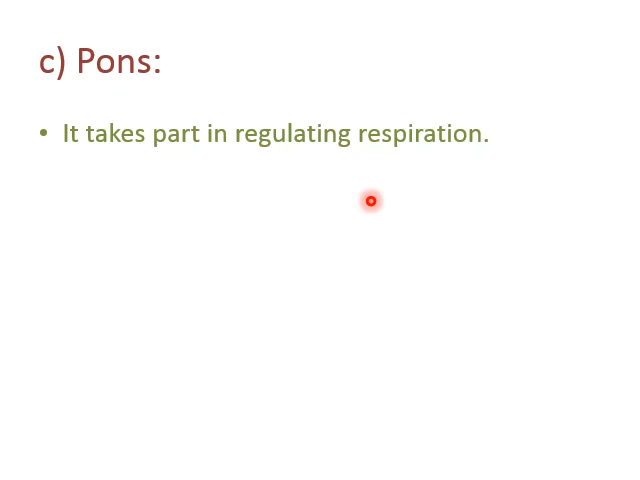 c) Pons:
• It takes part in regulating respiration.